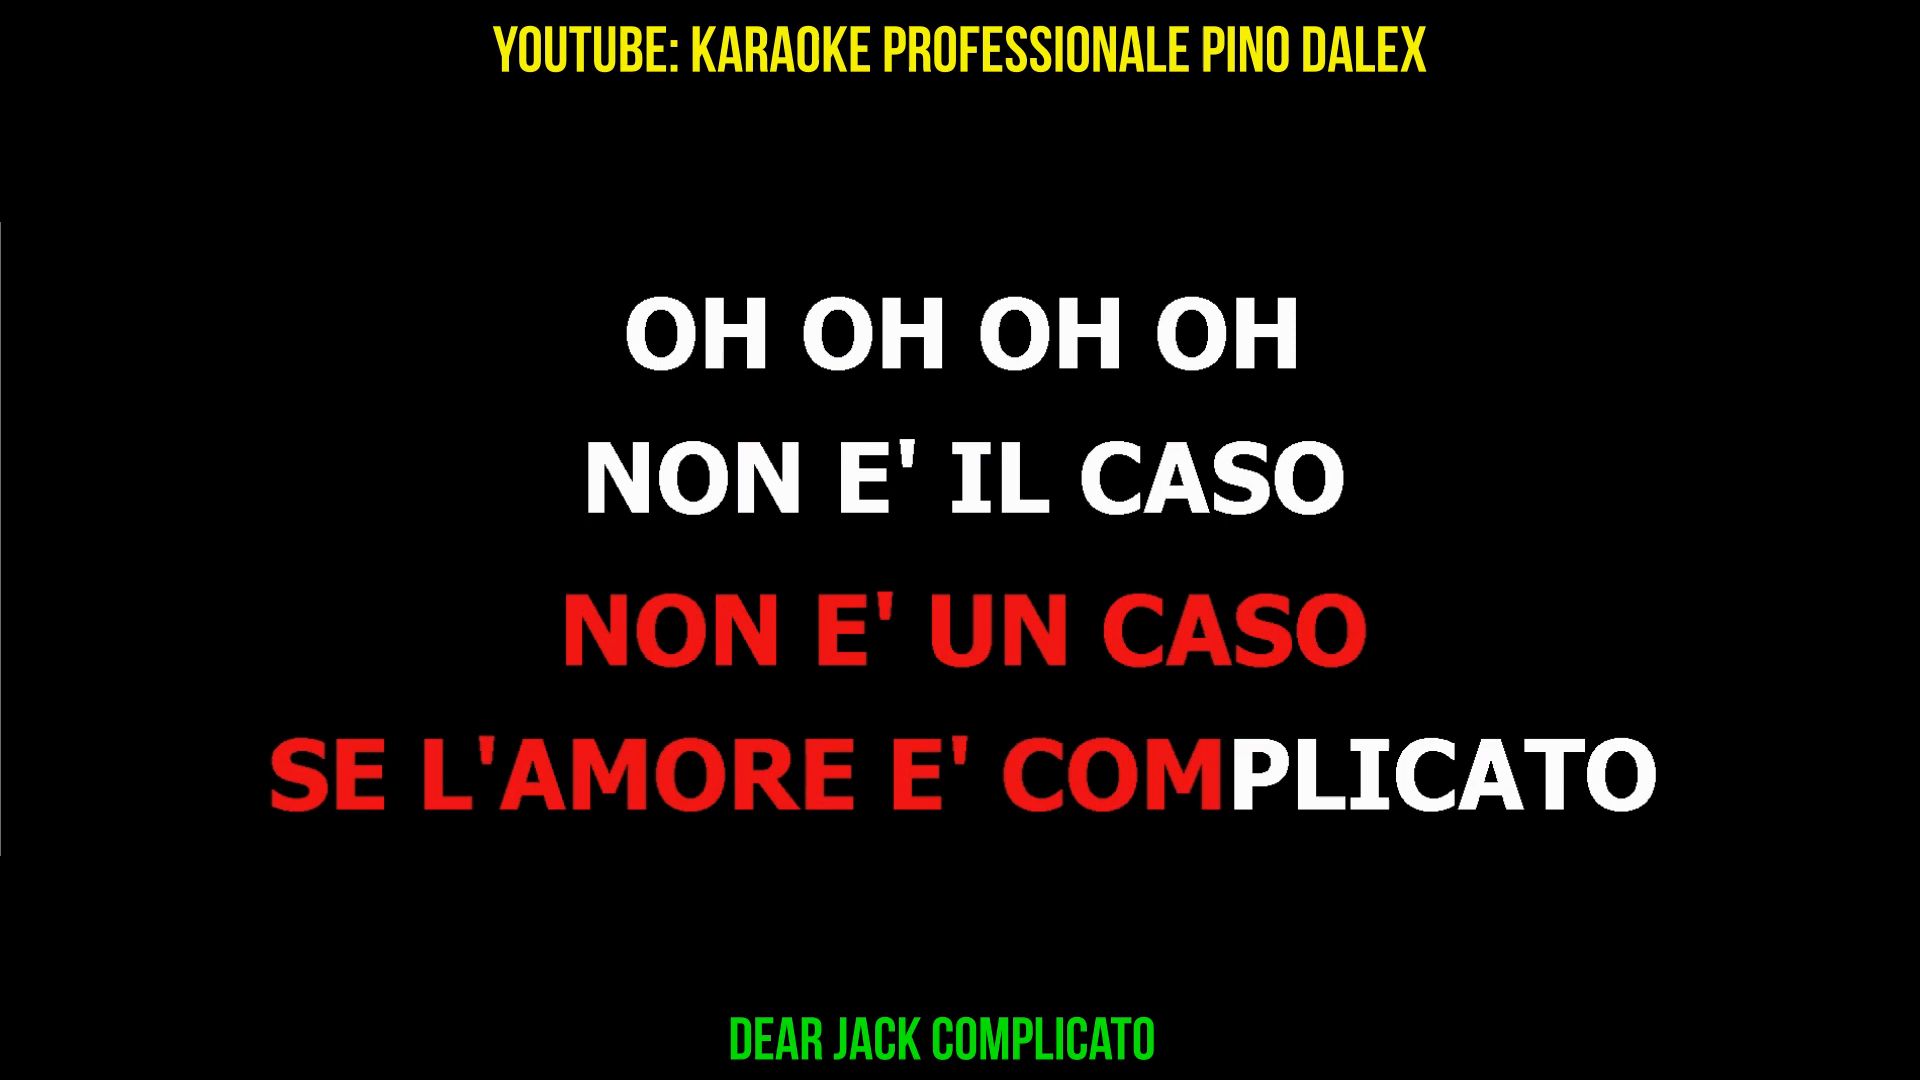 YOUTUBE: KARAOKE PROFESSIONALE PINO DALEX
OH OH OH OH
NON E' IL CASO
NON E' UN CASO
SE L'AMORE E' COMPLICATO
DEAR JACK COMPLICATO